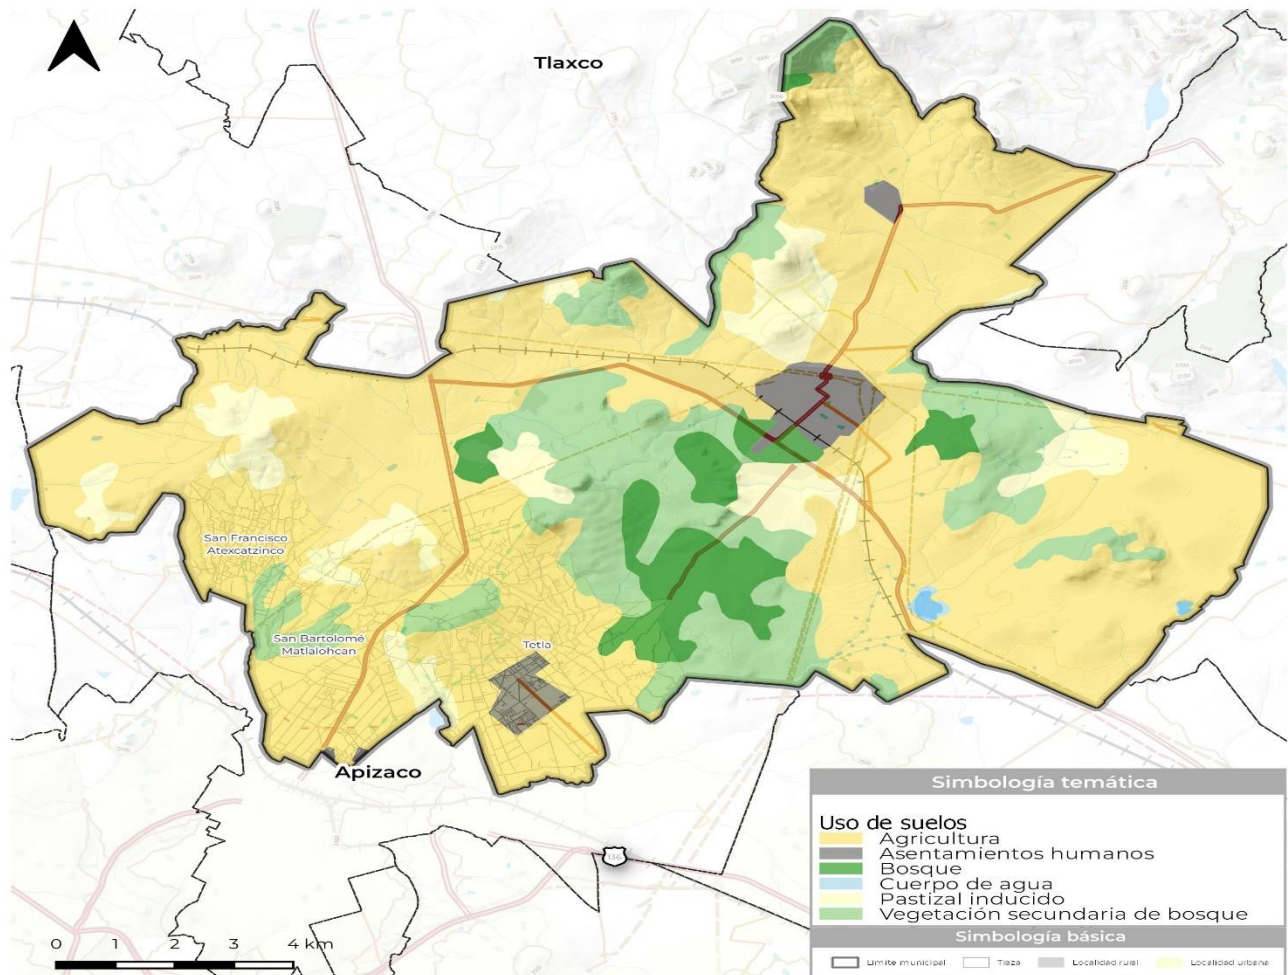 Tlaxco
San Francisco
Atexcatzinco
San Bartolomé
Matlalohcan
Tetla
Apizaco
136
0 1 2 3 4 km
Simbología temática
Uso de suelos
Agricultura
Asentamientos humanos
Bosque
Cuerpo de agua
Pastizal inducido
Vegetación secundaria de bosque
Simbología básica
Límite municipal Traza Localidad rural Localidad urbana